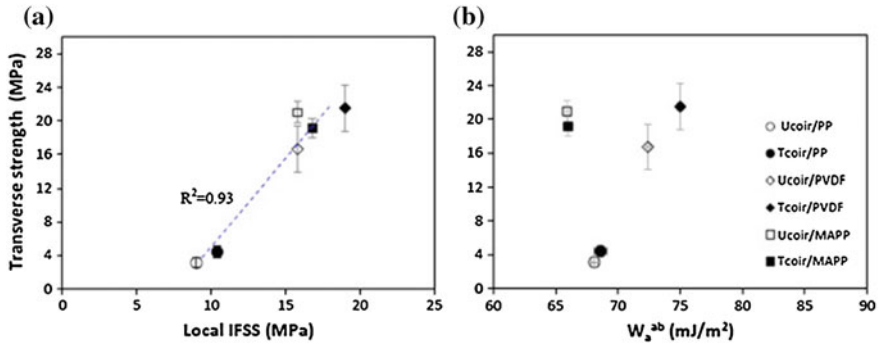 (a)
Transverse strength (MPa)
28
24
20
16
12
8
4
0
R²=0.93
0 5 10 15 20 25
Local IFSS (MPa)
(b)
28
24
20
16
12
8
4
0
Ucoir/PP
Tcoir/PP
Ucoir/PVDF
Tcoir/PVDF
Ucoir/MAPP
Tcoir/MAPP
60 65 70 75 80 85 90
Wₐᵃᵇ (mJ/m²)